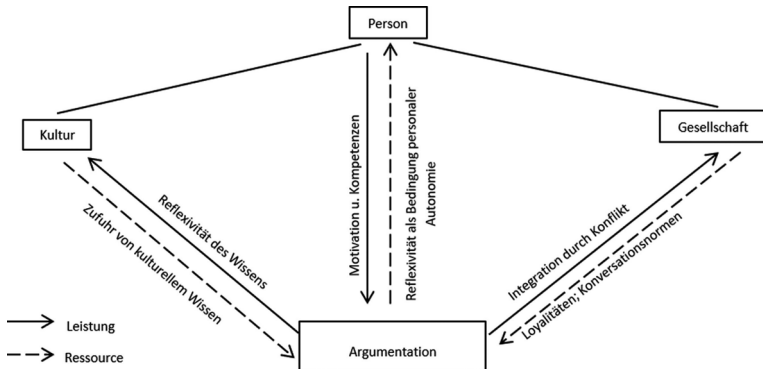 Person
Kultur
Gesellschaft
Motivation u. Kompetenzen
Reflexivität als Bedingung personaler
Autonomie
Reflexivität des Wissens
Zufuhr von kulturellem Wissen
Integration durch Konflikt
Loyalitäten; Konversationsnormen
Leistung
Ressource
Argumentation